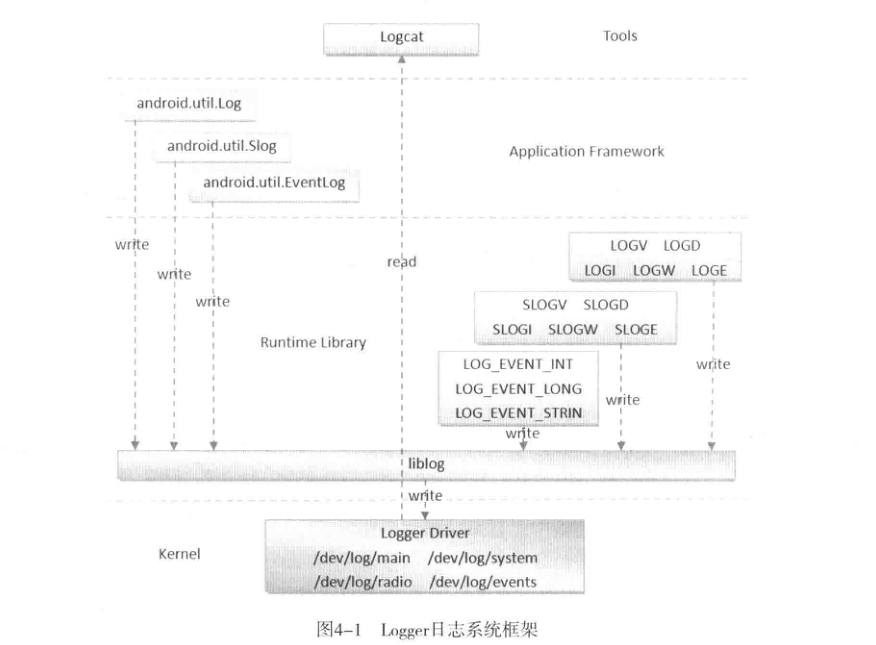 Logcat
Tools
android.util.Log
android.util.Slog
android.util.EventLog
Application Framework
write
write
write
read
LOGV LOGD
LOGI LOGW LOGE
SLOGV SLOGD
SLOGI SLOGW SLOGE
Runtime Library
LOG_EVENT_INT
LOG_EVENT_LONG
LOG_EVENT_STRIN
write
write
write
liblog
write
Kernel
Logger Driver
/dev/log/main /dev/log/system
/dev/log/radio /dev/log/events
图4-1 Logger日志系统框架